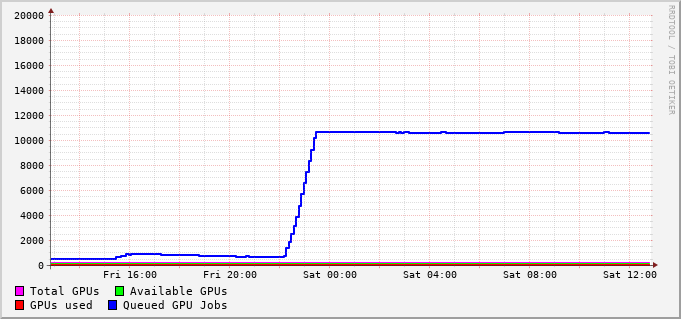 20000
18000
16000
14000
12000
10000
8000
6000
4000
2000
0
Fri 16:00 Fri 20:00 Sat 00:00 Sat 04:00 Sat 08:00 Sat 12:00
Total GPUs Available GPUs
GPUs used Queued GPU Jobs
RRDTOOL / TOBI OETIKER